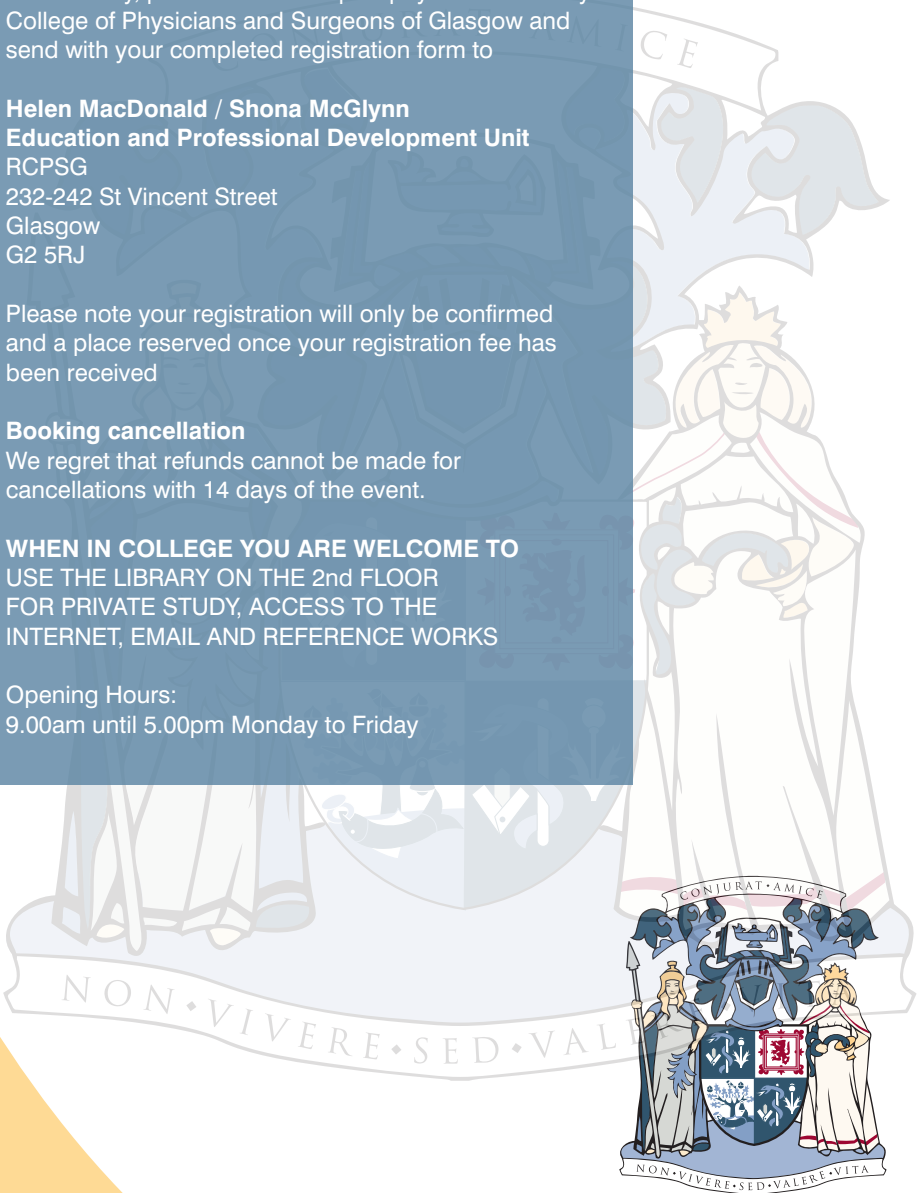 College of Physicians and Surgeons of Glasgow and
send with your completed registration form to
Helen MacDonald / Shona McGlynn
Education and Professional Development Unit
RCPSG
232-242 St Vincent Street
Glasgow
G2 5RJ
Please note your registration will only be confirmed
and a place reserved once your registration fee has
been received
Booking cancellation
We regret that refunds cannot be made for
cancellations with 14 days of the event.
WHEN IN COLLEGE YOU ARE WELCOME TO
USE THE LIBRARY ON THE 2nd FLOOR
FOR PRIVATE STUDY, ACCESS TO THE
INTERNET, EMAIL AND REFERENCE WORKS
Opening Hours:
9.00am until 5.00pm Monday to Friday
NON•VIVERE•SED•VALE
CONJURAT•AMICE
NON•VIVERE•SED•VALERE•VITA